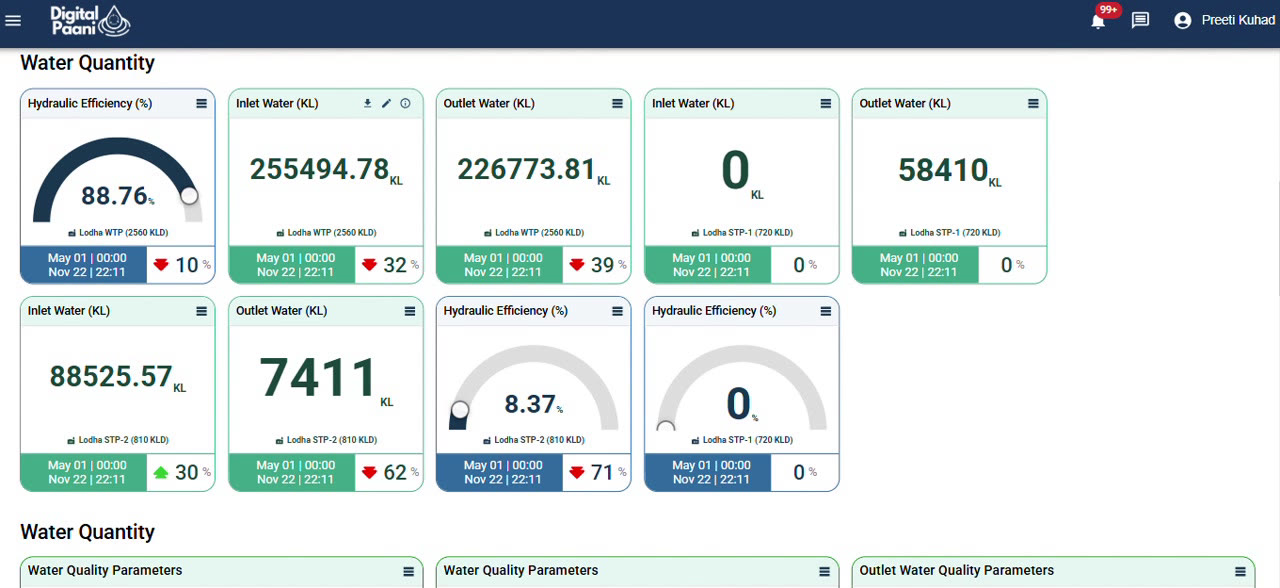 Digital
Paani
99+
Preeti Kuhad
Water Quantity
Hydraulic Efficiency (%)
88.76%
Lodha WTP (2560 KLD)
May 01 | 00:00
Nov 22 | 22:11
10 %
Inlet Water (KL)
255494.78 KL
Lodha WTP (2560 KLD)
May 01 | 00:00
Nov 22 | 22:11
32 %
Outlet Water (KL)
226773.81 KL
Lodha WTP (2560 KLD)
May 01 | 00:00
Nov 22 | 22:11
39 %
Inlet Water (KL)
0 KL
Lodha STP-1 (720 KLD)
May 01 | 00:00
Nov 22 | 22:11
0 %
Outlet Water (KL)
58410 KL
Lodha STP-1 (720 KLD)
May 01 | 00:00
Nov 22 | 22:11
0 %
Inlet Water (KL)
88525.57 KL
Lodha STP-2 (810 KLD)
May 01 | 00:00
Nov 22 | 22:11
30 %
Outlet Water (KL)
7411 KL
Lodha STP-2 (810 KLD)
May 01 | 00:00
Nov 22 | 22:11
62 %
Hydraulic Efficiency (%)
8.37%
Lodha STP-2 (810 KLD)
May 01 | 00:00
Nov 22 | 22:11
71 %
Hydraulic Efficiency (%)
0 %
Lodha STP-1 (720 KLD)
May 01 | 00:00
Nov 22 | 22:11
0 %
Water Quantity
Water Quality Parameters
Water Quality Parameters
Outlet Water Quality Parameters